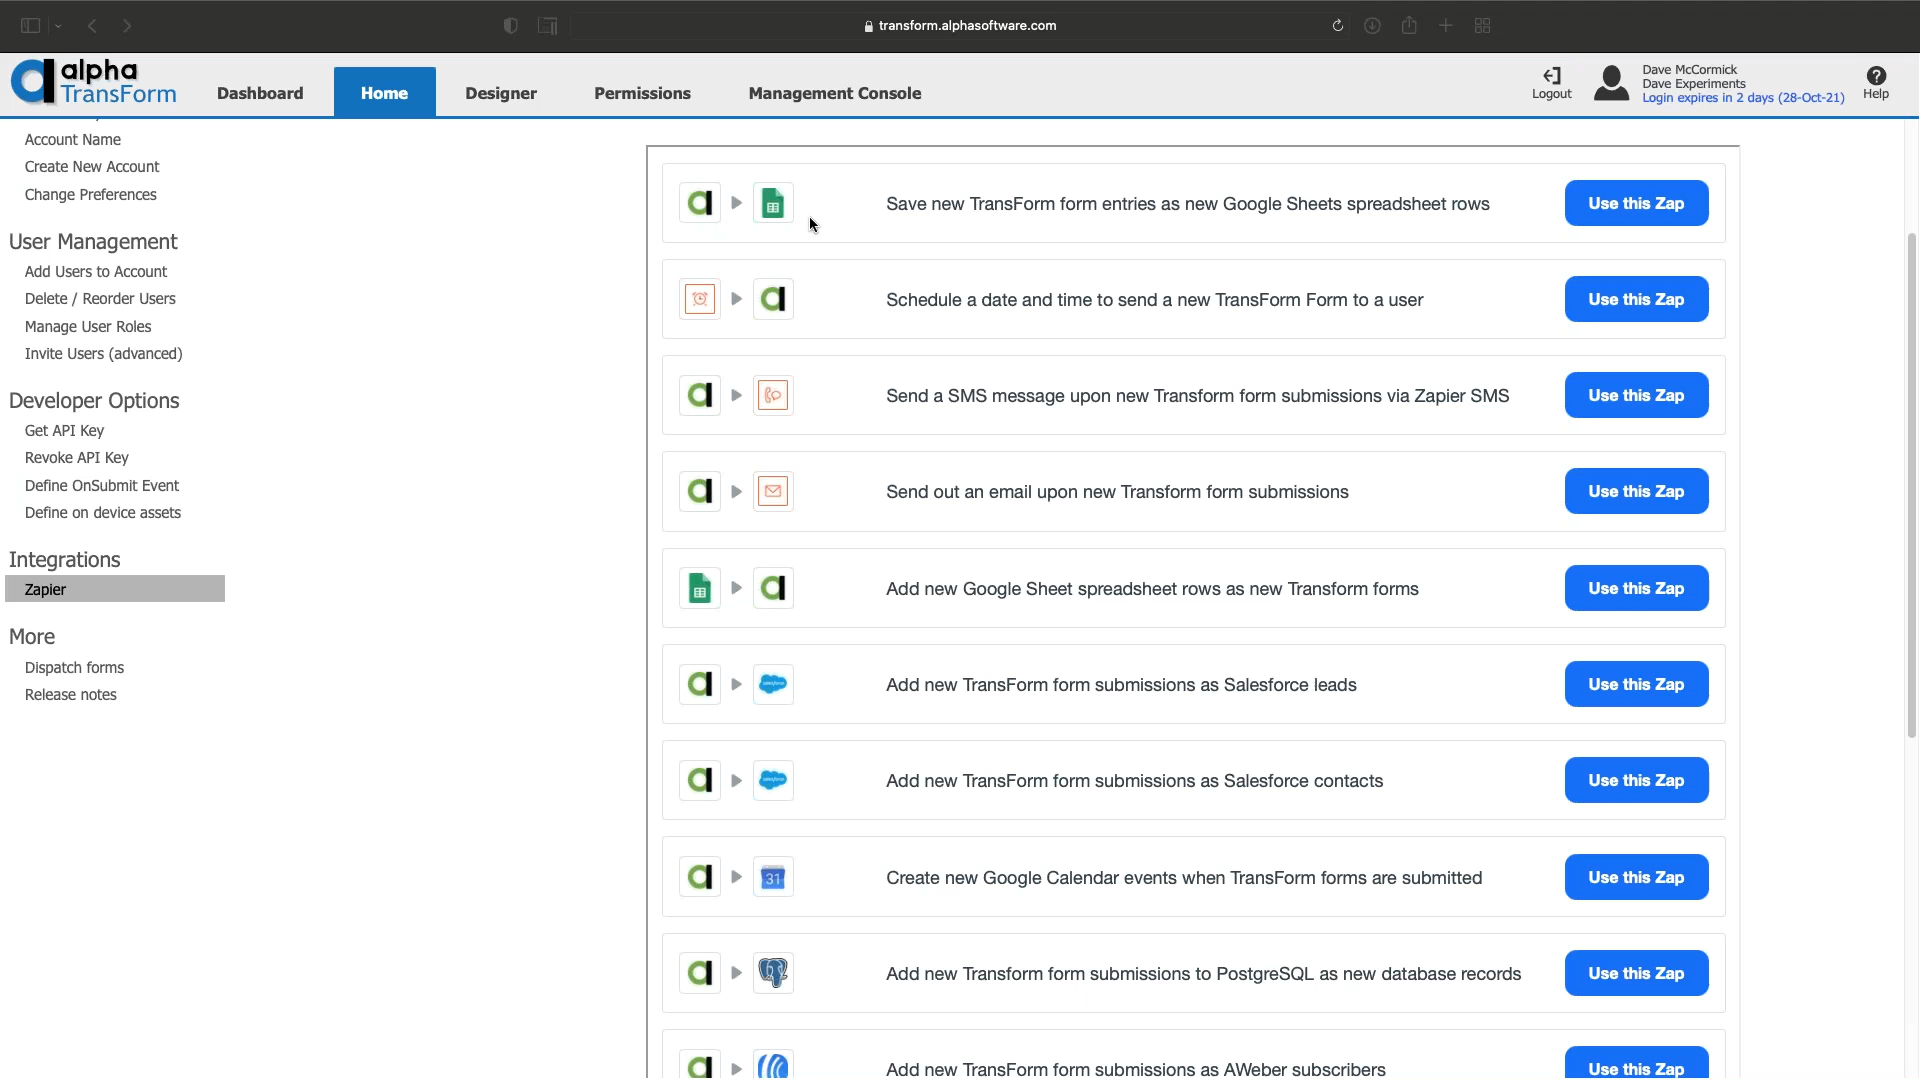 transform.alphasoftware.com
alpha
TransForm
Dashboard
Home
Designer
Permissions
Management Console
Logout
Dave McCormick
Dave Experiments
Login expires in 2 days (28-Oct-21)
Help
Account Name
Create New Account
Change Preferences
User Management
Add Users to Account
Delete / Reorder Users
Manage User Roles
Invite Users (advanced)
Developer Options
Get API Key
Revoke API Key
Define OnSubmit Event
Define on device assets
Integrations
Zapier
More
Dispatch forms
Release notes
Save new TransForm form entries as new Google Sheets spreadsheet rows
Use this Zap
Schedule a date and time to send a new TransForm Form to a user
Use this Zap
Send a SMS message upon new Transform form submissions via Zapier SMS
Use this Zap
Send out an email upon new Transform form submissions
Use this Zap
Add new Google Sheet spreadsheet rows as new Transform forms
Use this Zap
Add new TransForm form submissions as Salesforce leads
Use this Zap
Add new TransForm form submissions as Salesforce contacts
Use this Zap
31
Create new Google Calendar events when TransForm forms are submitted
Use this Zap
Add new Transform form submissions to PostgreSQL as new database records
Use this Zap
Add new TransForm form submissions as AWeber subscribers
Use this Zap